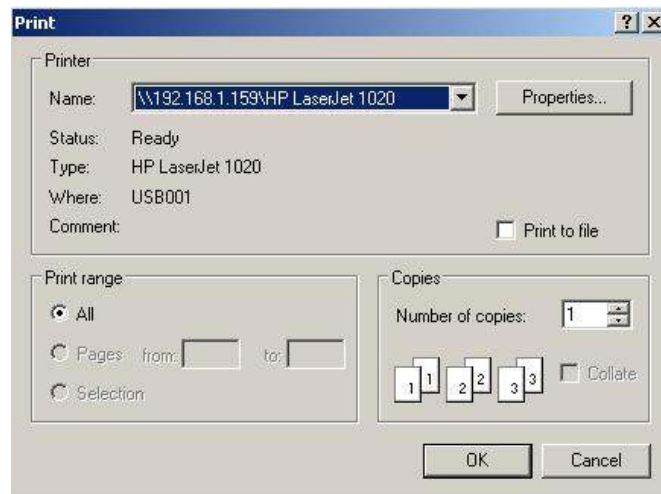 Print
Printer
Name: \\192.168.1.159\HP LaserJet 1020 Properties...
Status: Ready
Type: HP LaserJet 1020
Where: USB001
Comment: Print to file
Print range
All
Pages from: to:
Selection
Copies
Number of copies: 1
1 1 2 2 3 3 Collate
OK Cancel